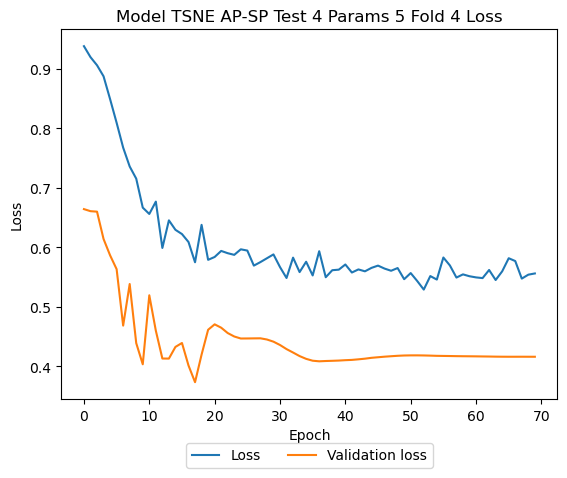 Model TSNE AP-SP Test 4 Params 5 Fold 4 Loss
0.9
0.8
0.7
0.6
0.5
0.4
Loss
0 10 20 30 40 50 60 70
Epoch
Loss Validation loss